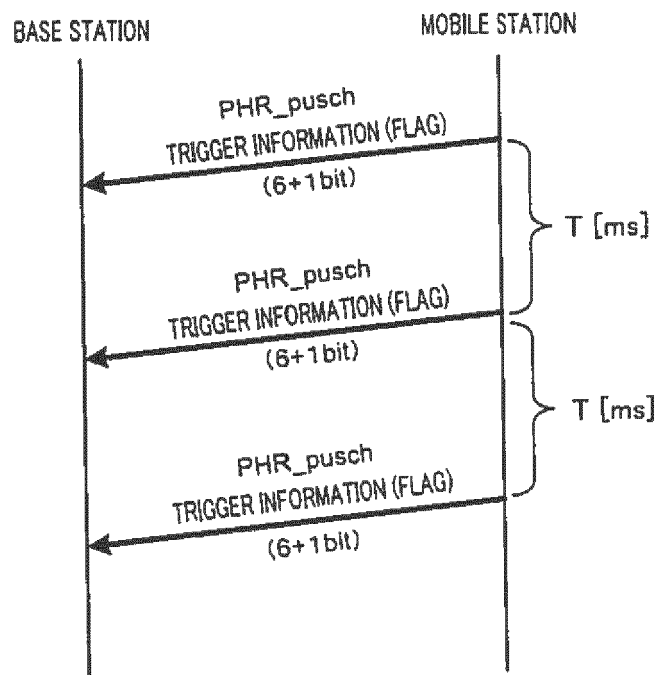 BASE STATION
MOBILE STATION
PHR_pusch
TRIGGER INFORMATION (FLAG)
(6+1bit)
T [ms]
PHR_pusch
TRIGGER INFORMATION (FLAG)
(6+1bit)
T [ms]
PHR_pusch
TRIGGER INFORMATION (FLAG)
(6+1bit)